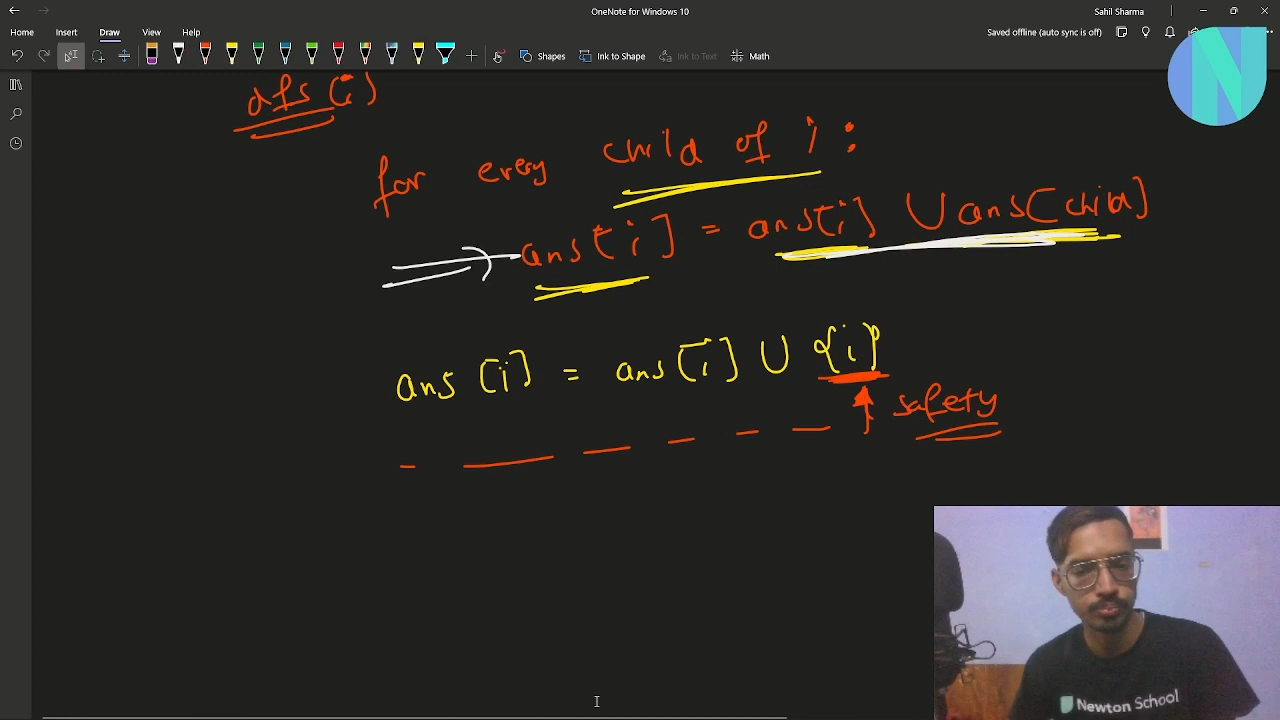 OneNote for Windows 10
Sahil Sharma
Home Insert Draw View Help
Saved offline (auto sync is off)
Shapes Ink to Shape Ink to Text Math
dfs(i)
for every child of i :
ans[i] = ans[i] ∪ ans[child]
ans[i] = ans[i] ∪ {i}
safety
Newton School